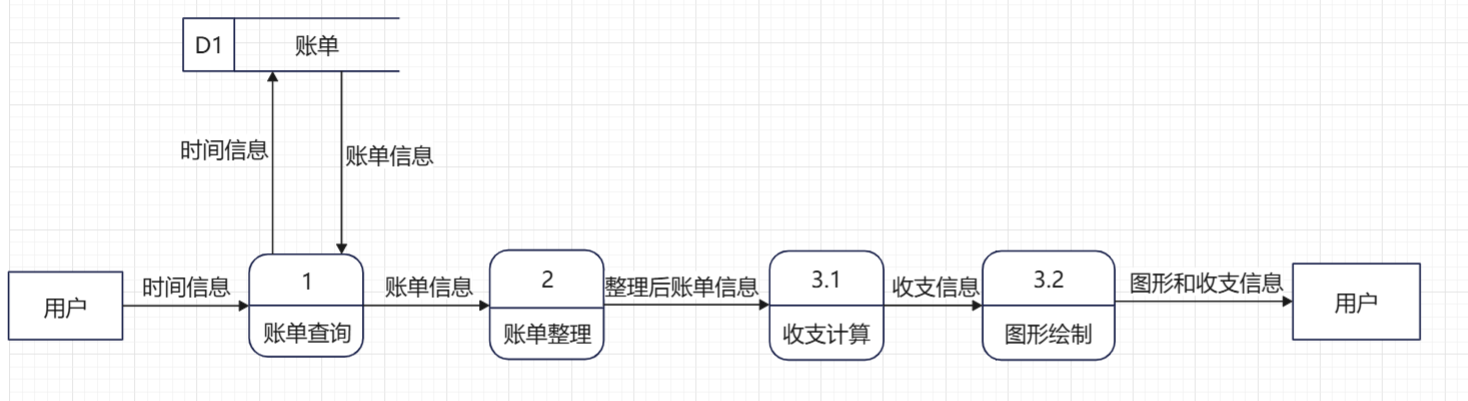 D1 账单
时间信息
账单信息
用户
时间信息
1
账单查询
账单信息
2
账单整理
整理后账单信息
3.1
收支计算
收支信息
3.2
图形绘制
图形和收支信息
用户